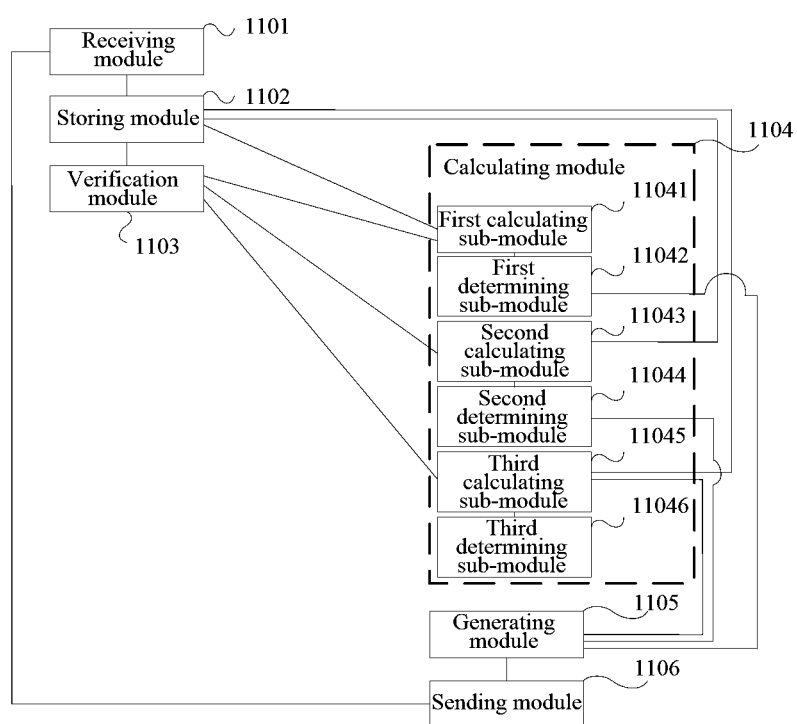 1101
Receiving
module
1102
Storing module
1104
Verification
module
1103
Calculating module
11041
First calculating
sub-module
11042
First
determining
sub-module
11043
Second
calculating
sub-module
11044
Second
determining
sub-module
11045
Third
calculating
sub-module
11046
Third
determining
sub-module
1105
Generating
module
1106
Sending module